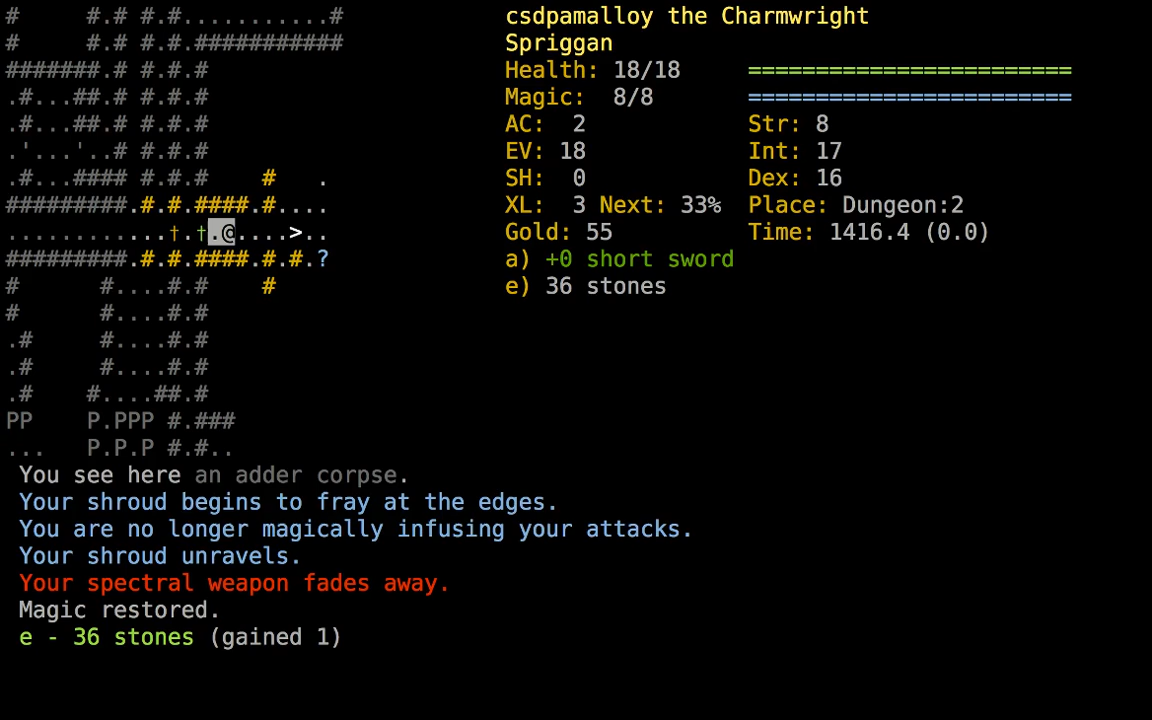 #     #.# #.#...........#  csdpamalloy the Charmwright
#     #.# #.#.###########  Spriggan
#######.# #.#.#  Health: 18/18  ========================
.#...##.# #.#.#  Magic:  8/8  ========================
.#...##.# #.#.#  AC:  2  Str: 8
.'...'..# #.#.#  EV: 18  Int: 17
.#...#### #.#.#    #   .  SH:  0  Dex: 16
#########.#.#.####.#....  XL:  3 Next: 33%  Place: Dungeon:2
............†.†.@....>..  Gold: 55  Time: 1416.4 (0.0)
#########.#.#.####.#.#.?  a) +0 short sword
#      #....#.#    #  e) 36 stones
#      #....#.#
.#     #....#.#
.#     #....#.#
.#    #....##.#
PP    P.PPP #.###
...   P.P.P #.#..
You see here an adder corpse.
Your shroud begins to fray at the edges.
You are no longer magically infusing your attacks.
Your shroud unravels.
Your spectral weapon fades away.
Magic restored.
e - 36 stones (gained 1)